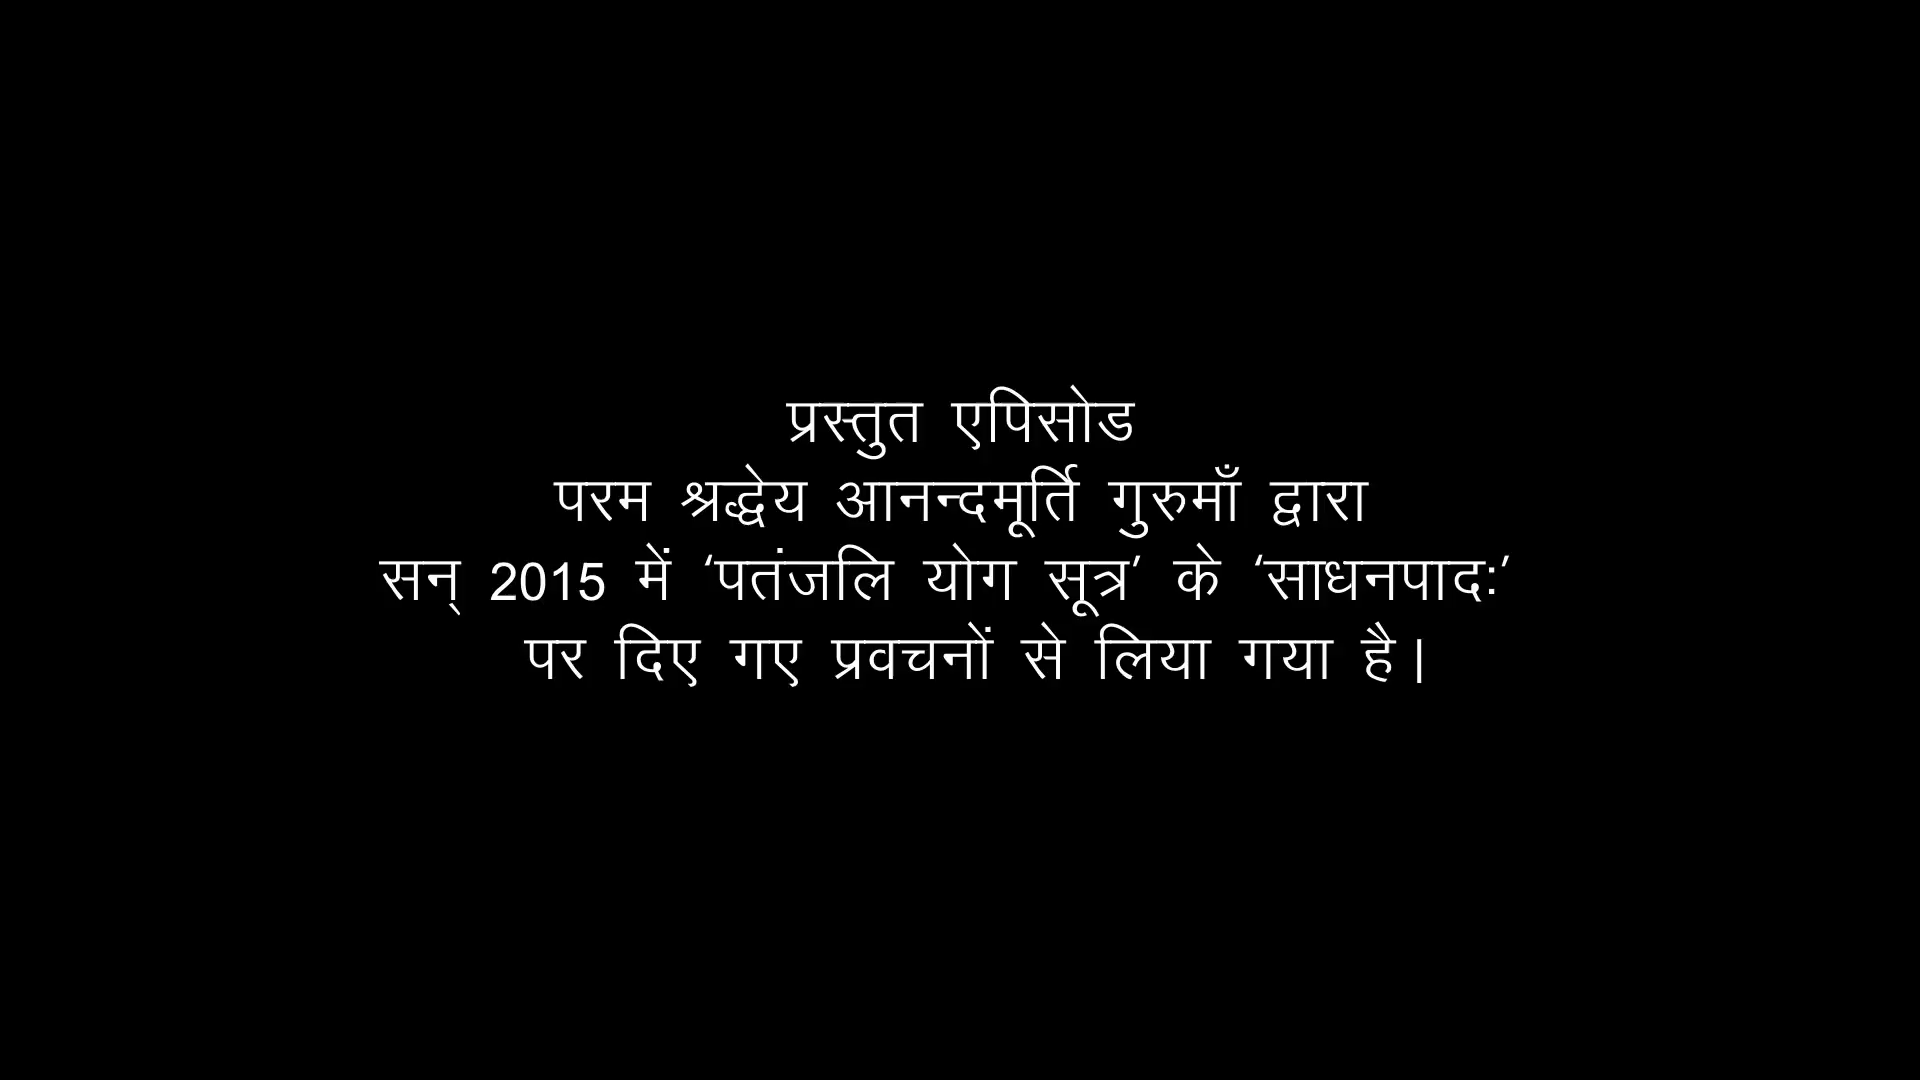 प्रस्तुत एपिसोड
परम श्रद्धेय आनन्दमूर्ति गुरुमाँ द्वारा
सन् 2015 में ‘पतंजलि योग सूत्र’ के ‘साधनपादः’
पर दिए गए प्रवचनों से लिया गया है।